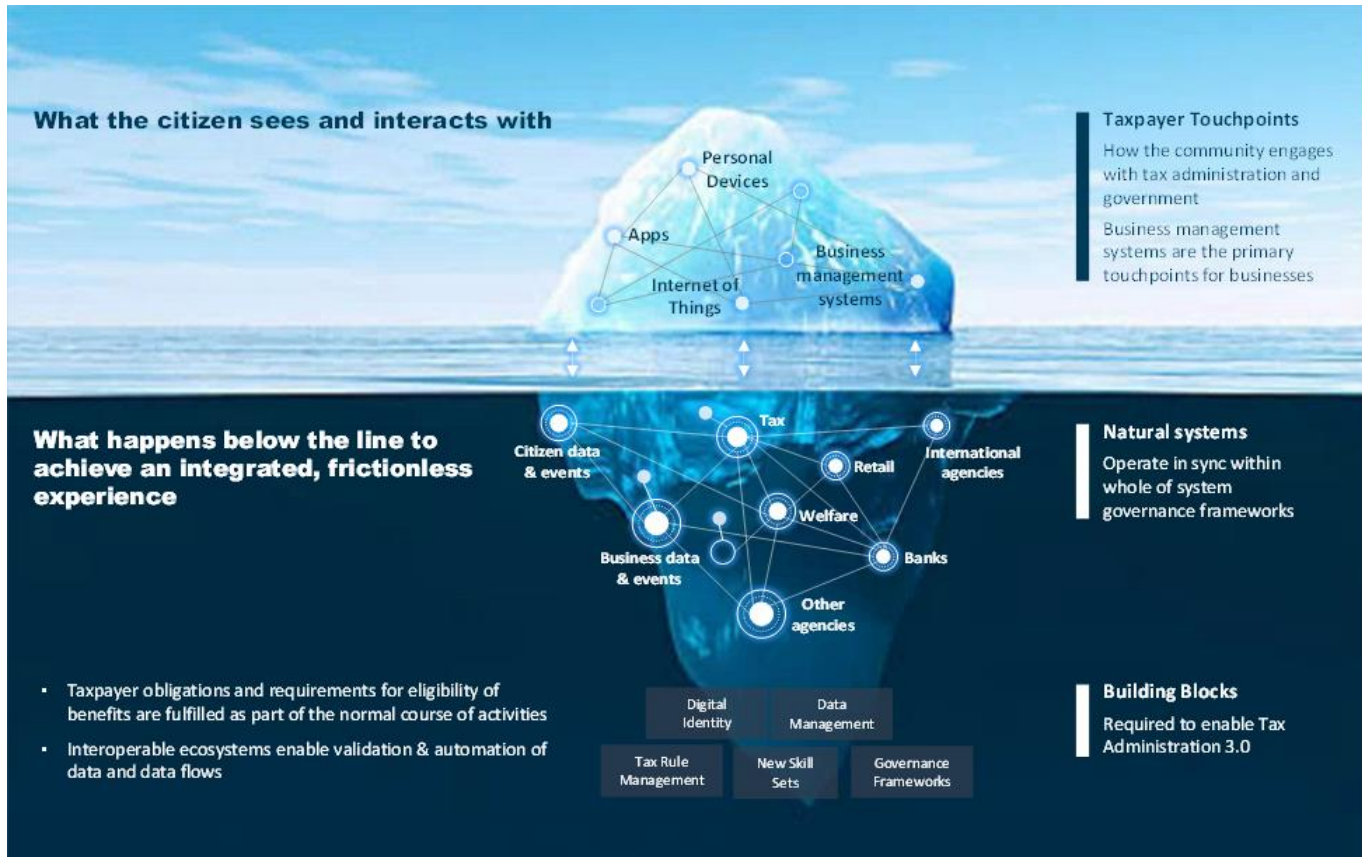 What the citizen sees and interacts with
Personal
Devices
Apps
Business
management
systems
Internet of
Things
Taxpayer Touchpoints
How the community engages
with tax administration and
government
Business management
systems are the primary
touchpoints for businesses
What happens below the line to
achieve an integrated, frictionless
experience
Tax
Citizen data
& events
Retail
International
agencies
Welfare
Business data
& events
Banks
Other
agencies
Natural systems
Operate in sync within
whole of system
governance frameworks
▪ Taxpayer obligations and requirements for eligibility of
benefits are fulfilled as part of the normal course of activities
▪ Interoperable ecosystems enable validation & automation of
data and data flows
Digital
Identity
Data
Management
Tax Rule
Management
New Skill
Sets
Governance
Frameworks
Building Blocks
Required to enable Tax
Administration 3.0